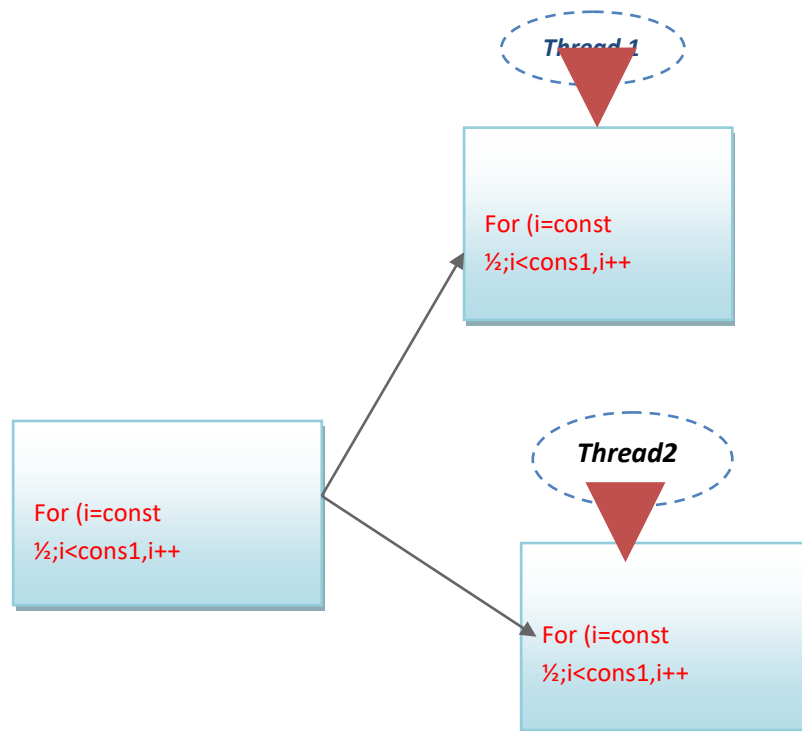 Thread 1
For (i=const
½;i<cons1,i++
For (i=const
½;i<cons1,i++
Thread2
For (i=const
½;i<cons1,i++